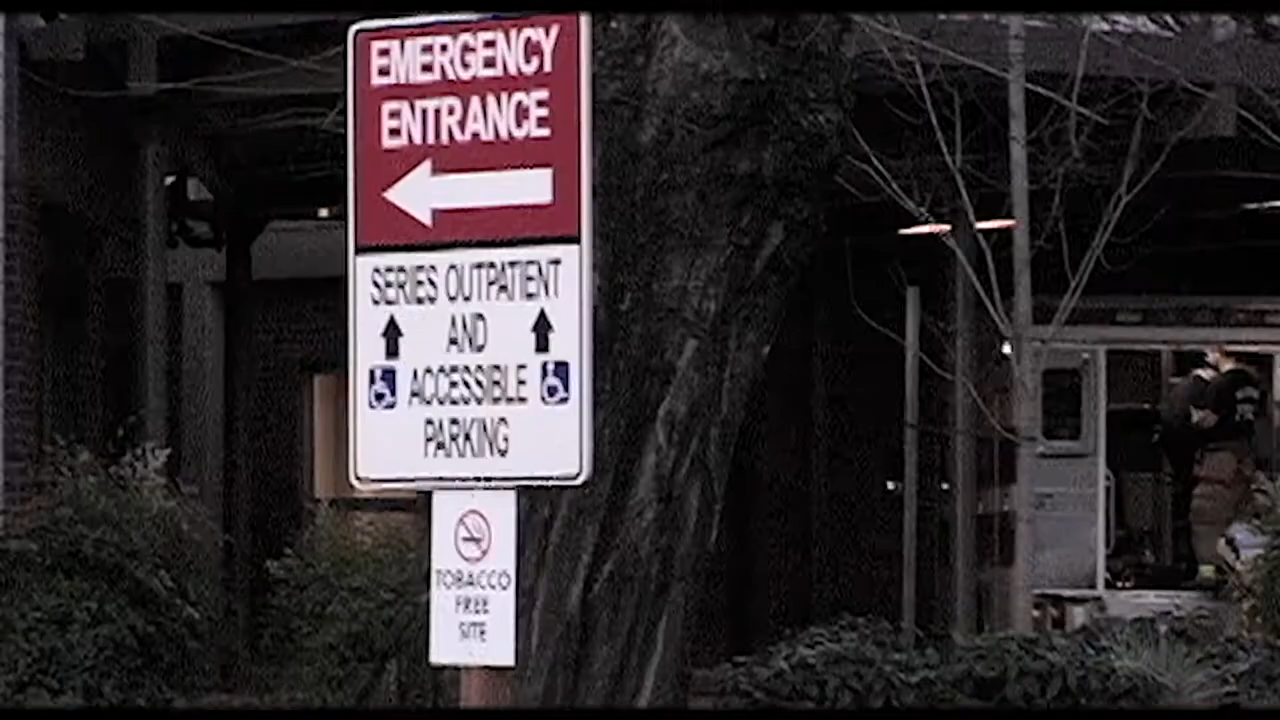 EMERGENCY
ENTRANCE
SERIES OUTPATIENT
AND
ACCESSIBLE
PARKING
TOBACCO
FREE
SITE